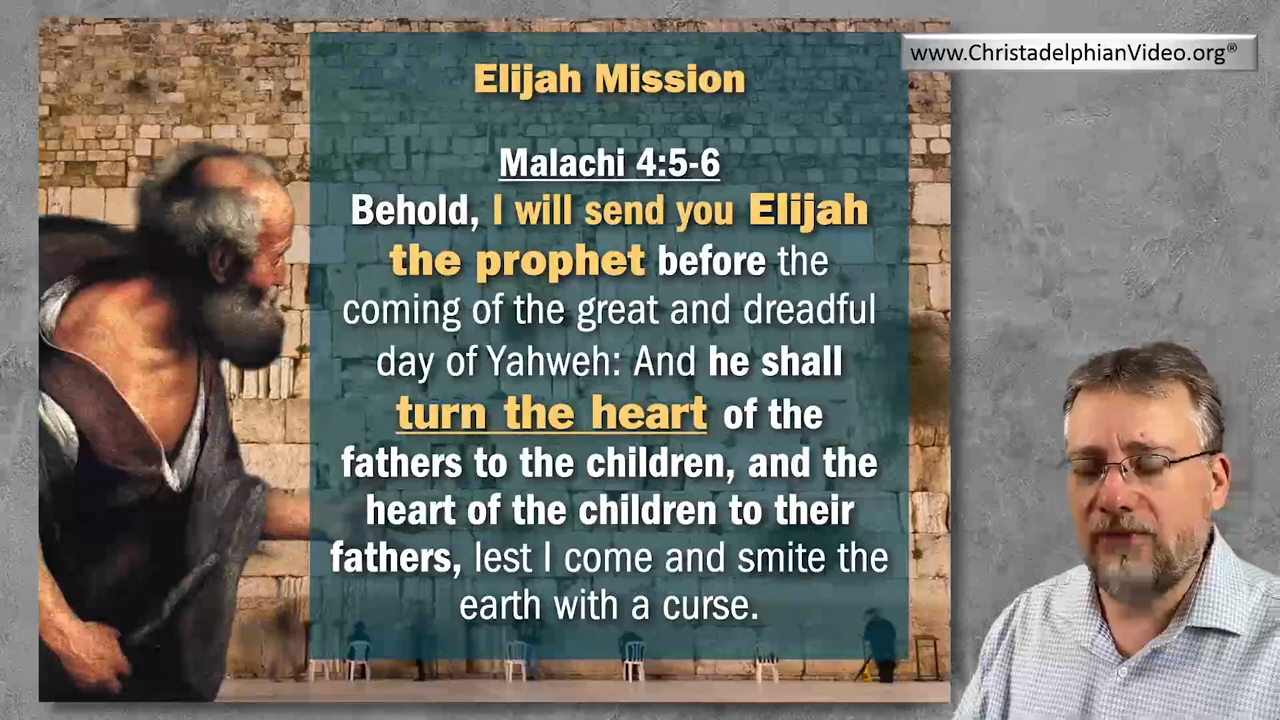 www.ChristadelphianVideo.org®
Elijah Mission
Malachi 4:5-6
Behold, I will send you Elijah
the prophet before the
coming of the great and dreadful
day of Yahweh: And he shall
turn the heart of the
fathers to the children, and the
heart of the children to their
fathers, lest I come and smite the
earth with a curse.